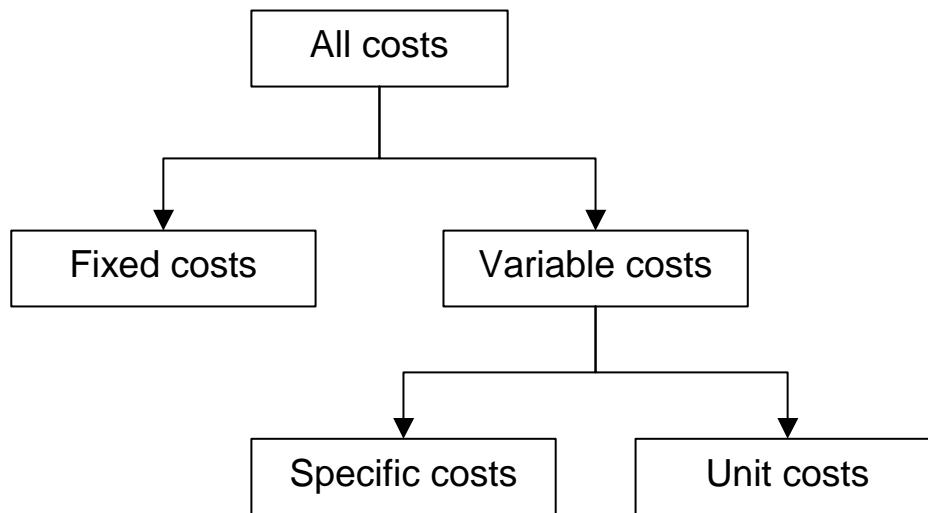 All costs
Fixed costs
Variable costs
Specific costs
Unit costs